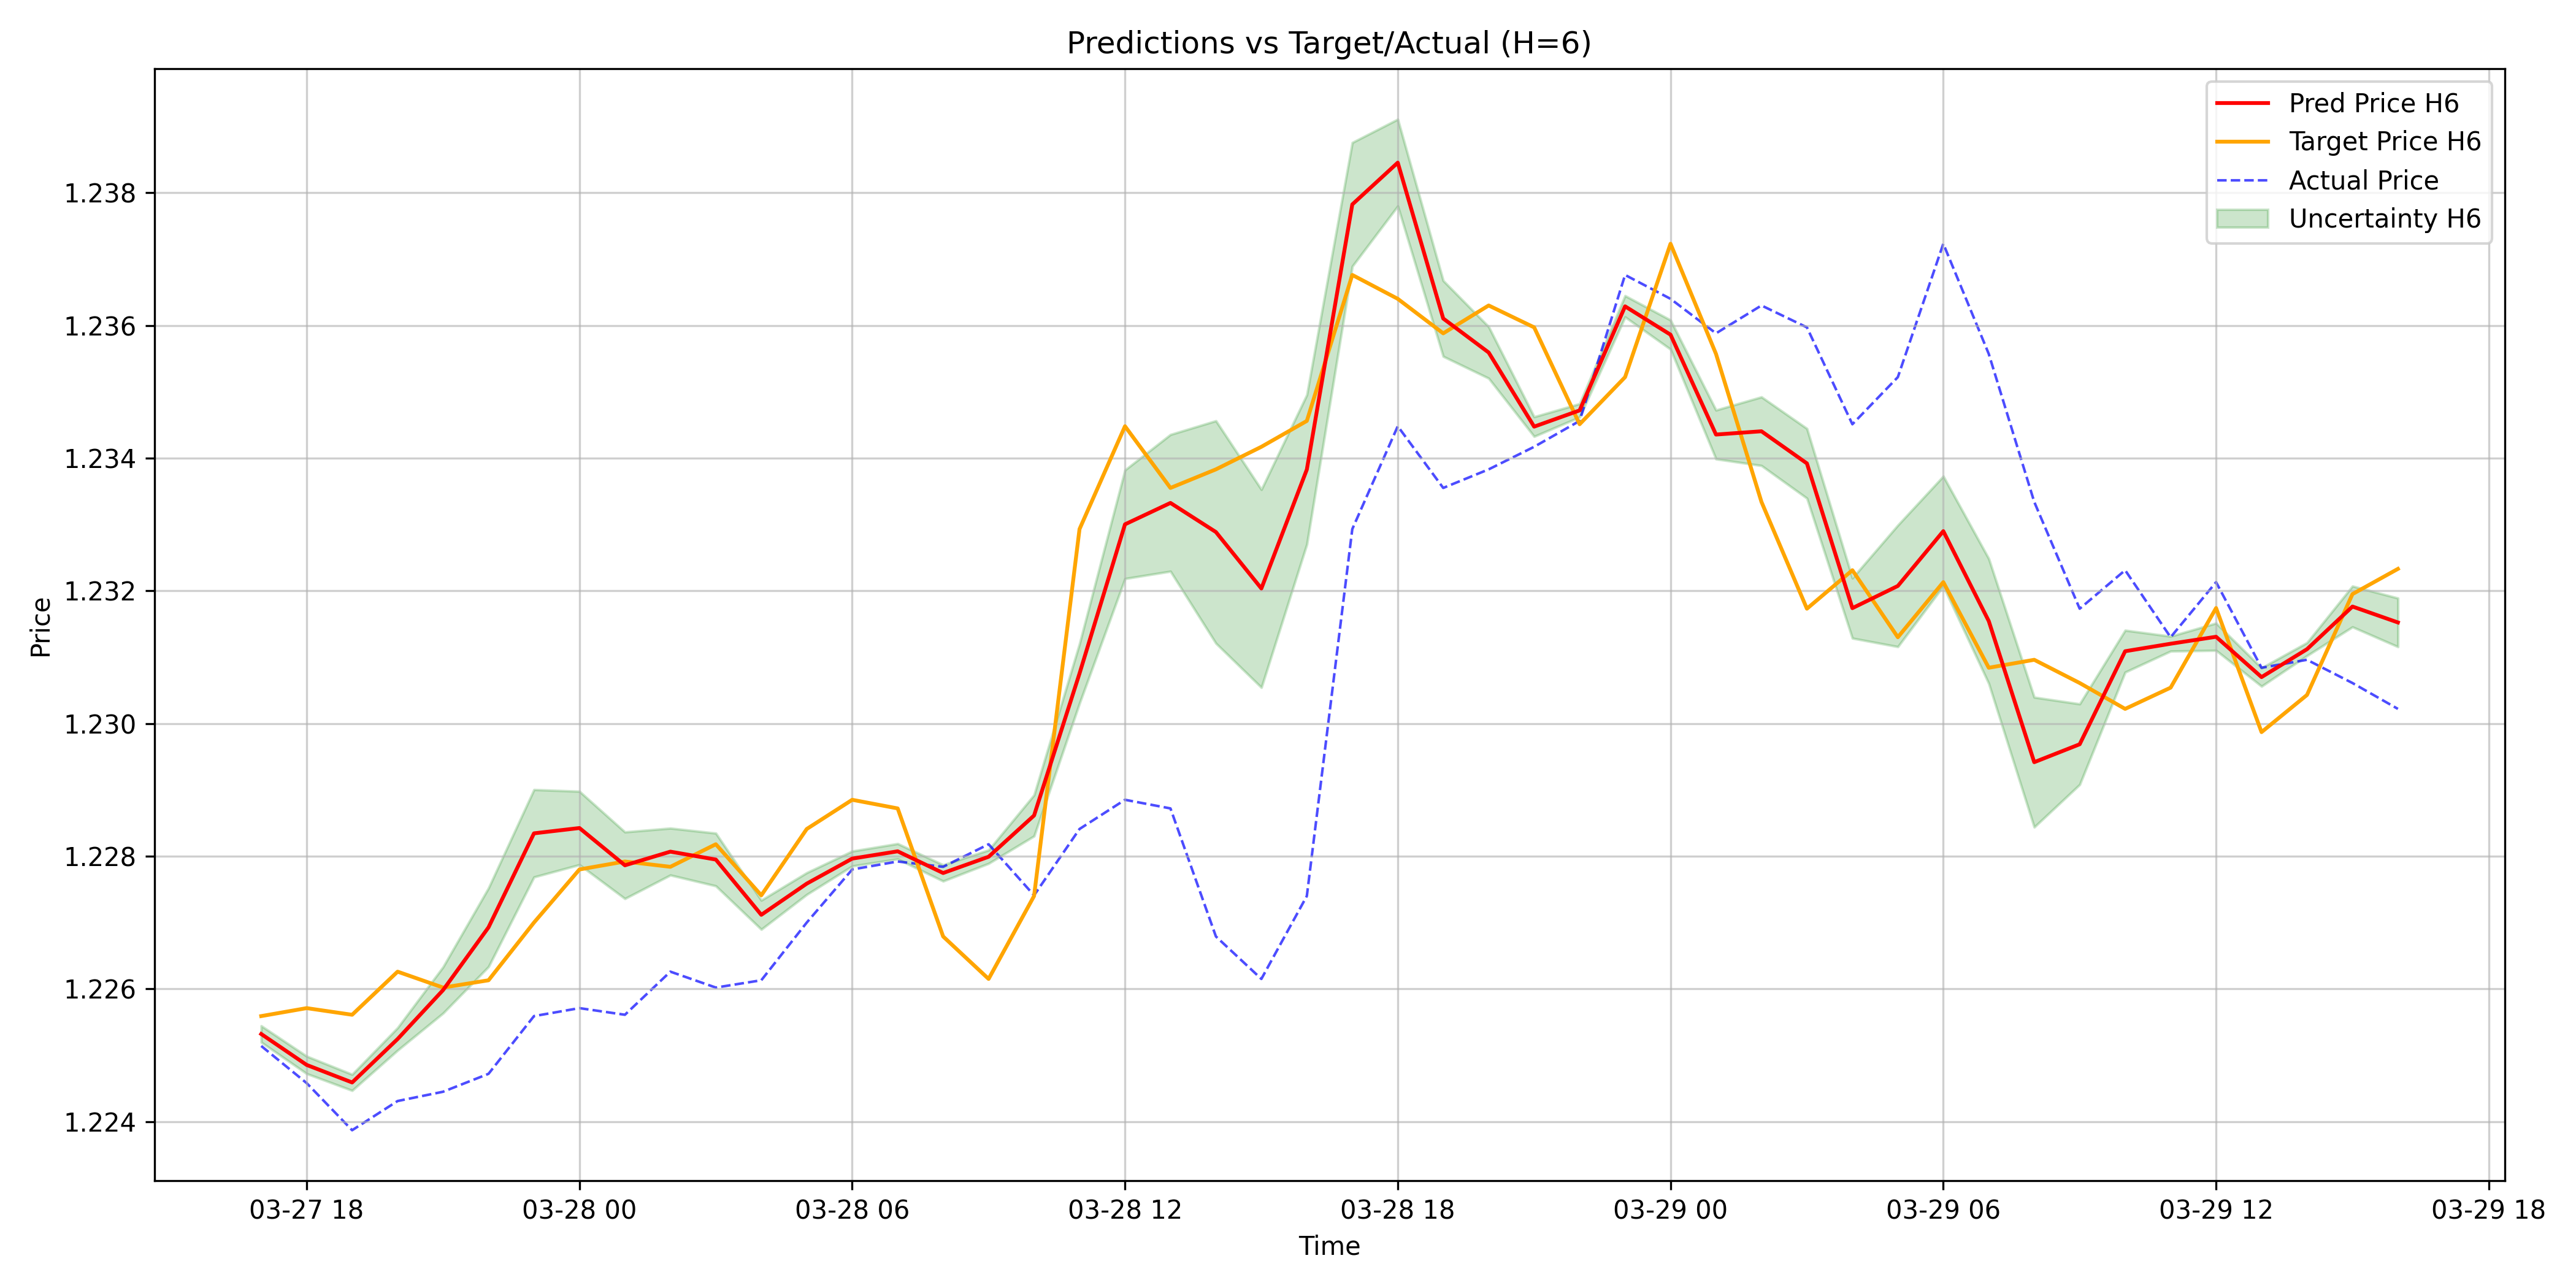 Predictions vs Target/Actual (H=6)
Pred Price H6
Target Price H6
Actual Price
Uncertainty H6
Price
1.238
1.236
1.234
1.232
1.230
1.228
1.226
1.224
03-27 18
03-28 00
03-28 06
03-28 12
03-28 18
03-29 00
03-29 06
03-29 12
03-29 18
Time